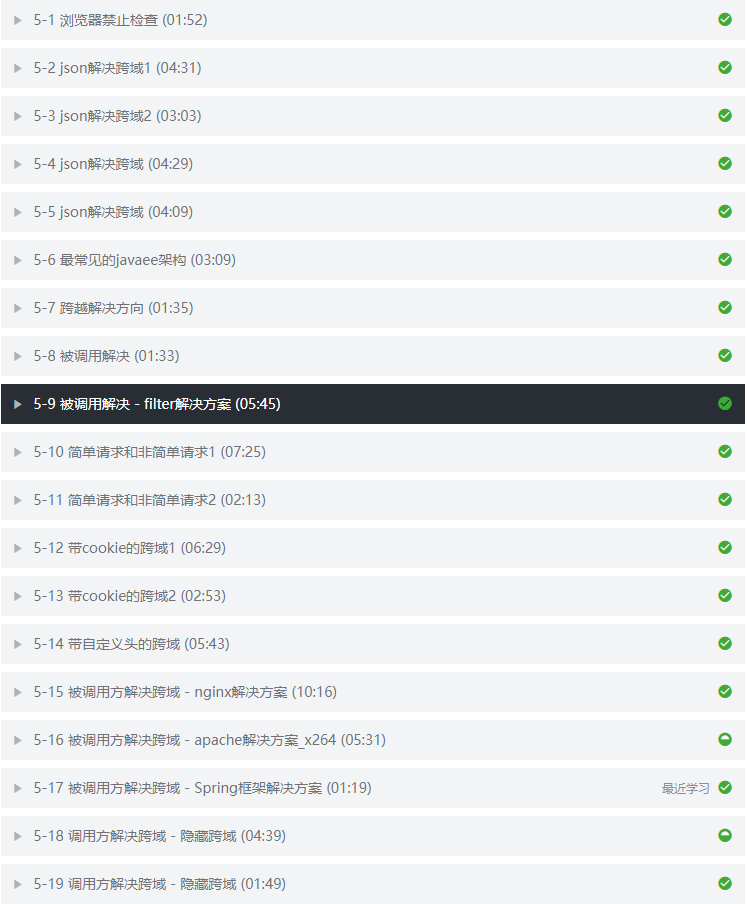 5-1 浏览器禁止检查 (01:52)
5-2 json解决跨域1 (04:31)
5-3 json解决跨域2 (03:03)
5-4 json解决跨域 (04:29)
5-5 json解决跨域 (04:09)
5-6 最常见的javaee架构 (03:09)
5-7 跨越解决方向 (01:35)
5-8 被调用解决 (01:33)
5-9 被调用解决 - filter解决方案 (05:45)
5-10 简单请求和非简单请求1 (07:25)
5-11 简单请求和非简单请求2 (02:13)
5-12 带cookie的跨域1 (06:29)
5-13 带cookie的跨域2 (02:53)
5-14 带自定义头的跨域 (05:43)
5-15 被调用方解决跨域 - nginx解决方案 (10:16)
5-16 被调用方解决跨域 - apache解决方案_x264 (05:31)
5-17 被调用方解决跨域 - Spring框架解决方案 (01:19) 最近学习
5-18 调用方解决跨域 - 隐藏跨域 (04:39)
5-19 调用方解决跨域 - 隐藏跨域 (01:49)